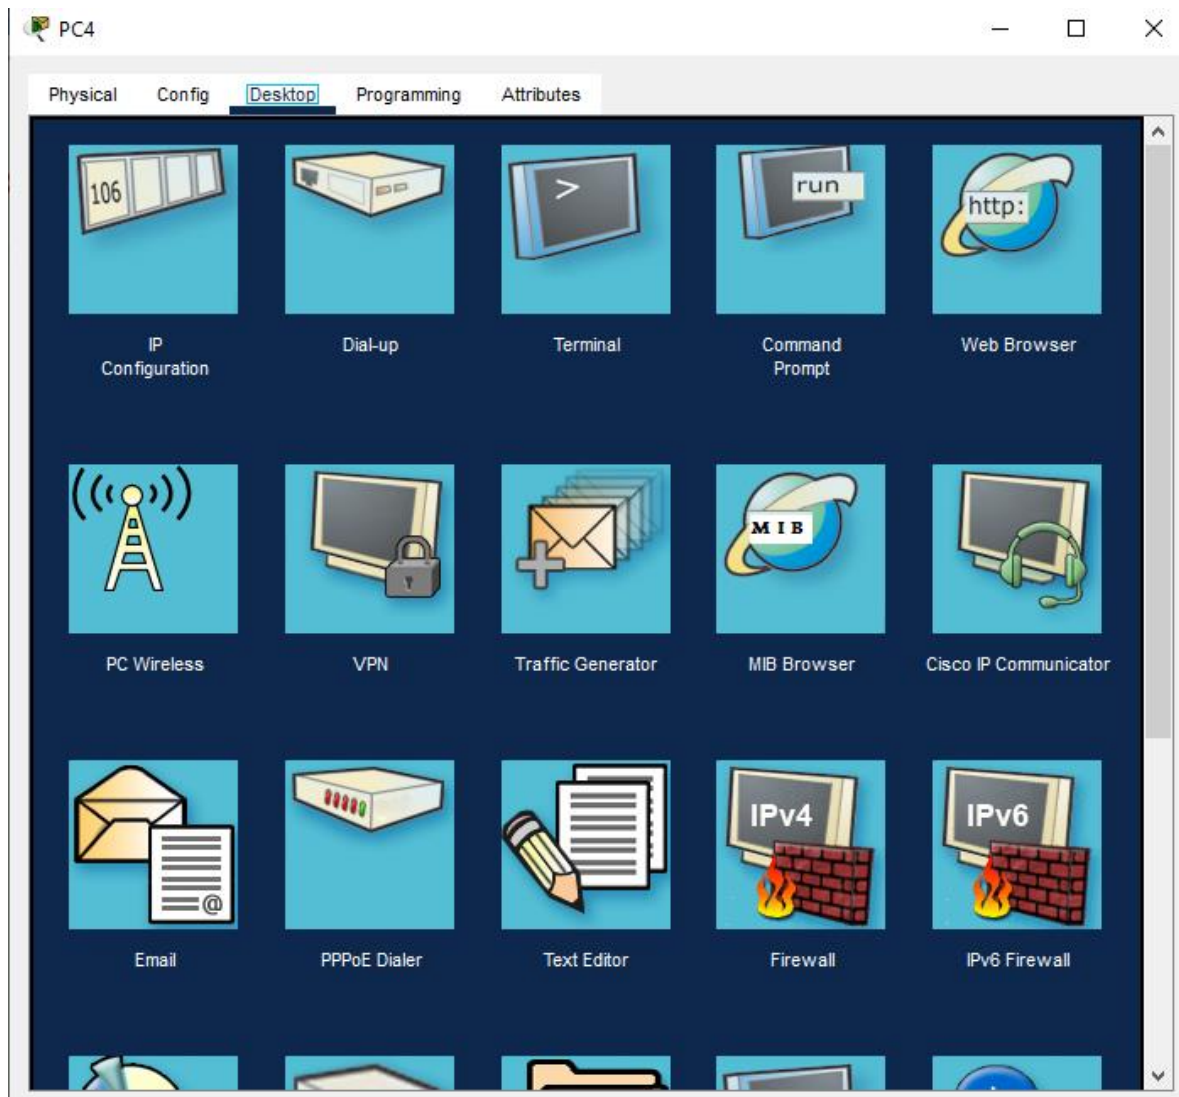 PC4
Physical Config Desktop Programming Attributes
106
>
run
http:
IP
Configuration
Dial-up
Terminal
Command
Prompt
Web Browser
MIB
PC Wireless
VPN
Traffic Generator
MIB Browser
Cisco IP Communicator
@
IPv4
IPv6
Email
PPPoE Dialer
Text Editor
Firewall
IPv6 Firewall